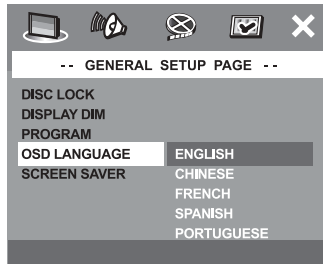 -- GENERAL SETUP PAGE --
DISC LOCK
DISPLAY DIM
PROGRAM
OSD LANGUAGE ENGLISH
SCREEN SAVER CHINESE
FRENCH
SPANISH
PORTUGUESE